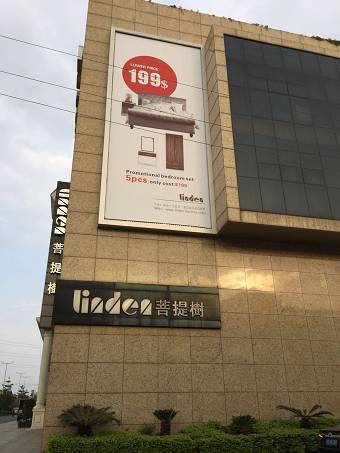 LOWER PRICE
199$
Promotional bedroom set
5pcs only cost $199
linden
linden 菩提樹
linden 菩提樹